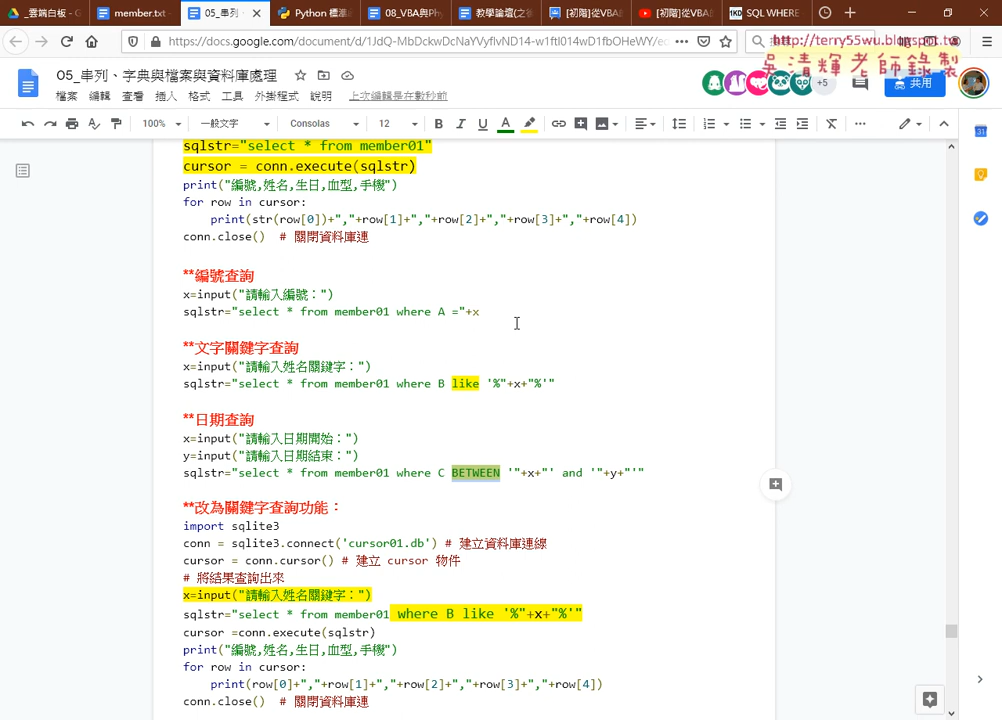 _雲端白板 - G
member.txt -
05_串列、
Python 標準
08_VBA與Phy
教學論壇(之後
[初階]從VBA
[初階]從VBA
SQL WHERE
https://docs.google.com/document/d/1JdQ-MbDckwDcNaYVyflvND14-w1ftI014wD1fbOHeWY/ec
http://terry55wu.blogspot.tw
吳清輝老師錄製
05_串列、字典與檔案與資料庫處理
+5
共用
檔案 編輯 查看 插入 格式 工具 外掛程式 說明 上次編輯是在數秒前
100% 一般文字 Consolas 12 B I U A
sqlstr="select * from member01"
cursor = conn.execute(sqlstr)
print("編號,姓名,生日,血型,手機")
for row in cursor:
print(str(row[0])+","+row[1]+","+row[2]+","+row[3]+","+row[4])
conn.close() # 關閉資料庫連
**編號查詢
x=input("請輸入編號：")
sqlstr="select * from member01 where A ="+x
**文字關鍵字查詢
x=input("請輸入姓名關鍵字：")
sqlstr="select * from member01 where B like '%"+x+"%'"
**日期查詢
x=input("請輸入日期開始：")
y=input("請輸入日期結束：")
sqlstr="select * from member01 where C BETWEEN '"+x+"' and '"+y+"'"
**改為關鍵字查詢功能：
import sqlite3
conn = sqlite3.connect('cursor01.db') # 建立資料庫連線
cursor = conn.cursor() # 建立 cursor 物件
# 將結果查詢出來
x=input("請輸入姓名關鍵字：")
sqlstr="select * from member01 where B like '%"+x+"%'"
cursor =conn.execute(sqlstr)
print("編號,姓名,生日,血型,手機")
for row in cursor:
print(row[0]+","+row[1]+","+row[2]+","+row[3]+","+row[4])
conn.close() # 關閉資料庫連